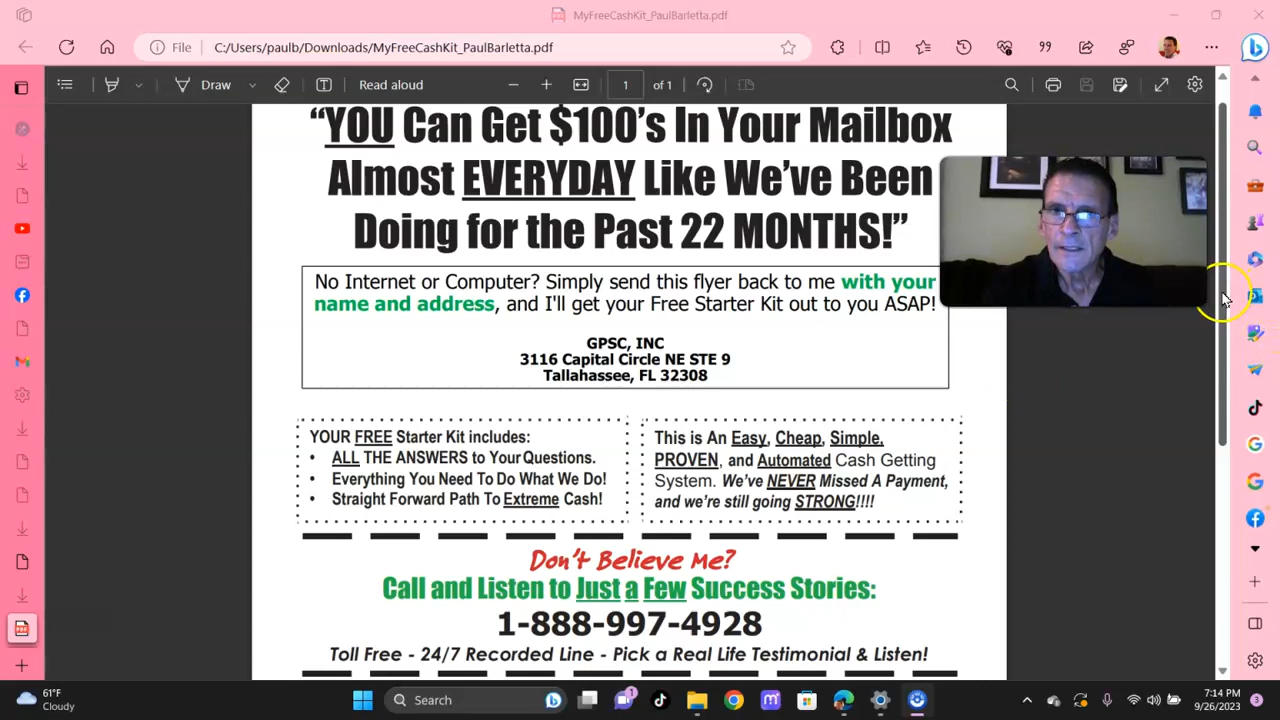 MyFreeCashKit_PaulBarletta.pdf
File
C:/Users/paulb/Downloads/MyFreeCashKit_PaulBarletta.pdf
Draw
Read aloud
1
of 1
“YOU Can Get $100’s In Your Mailbox
Almost EVERYDAY Like We’ve Been
Doing for the Past 22 MONTHS!”
No Internet or Computer? Simply send this flyer back to me with your
name and address, and I'll get your Free Starter Kit out to you ASAP!
GPSC, INC
3116 Capital Circle NE STE 9
Tallahassee, FL 32308
YOUR FREE Starter Kit includes:
• ALL THE ANSWERS to Your Questions.
• Everything You Need To Do What We Do!
• Straight Forward Path To Extreme Cash!
This is An Easy, Cheap, Simple,
PROVEN, and Automated Cash Getting
System. We’ve NEVER Missed A Payment,
and we’re still going STRONG!!!!
Don’t Believe Me?
Call and Listen to Just a Few Success Stories:
1-888-997-4928
Toll Free - 24/7 Recorded Line - Pick a Real Life Testimonial & Listen!
61°F
Cloudy
Search
1
7:14 PM
9/26/2023
3